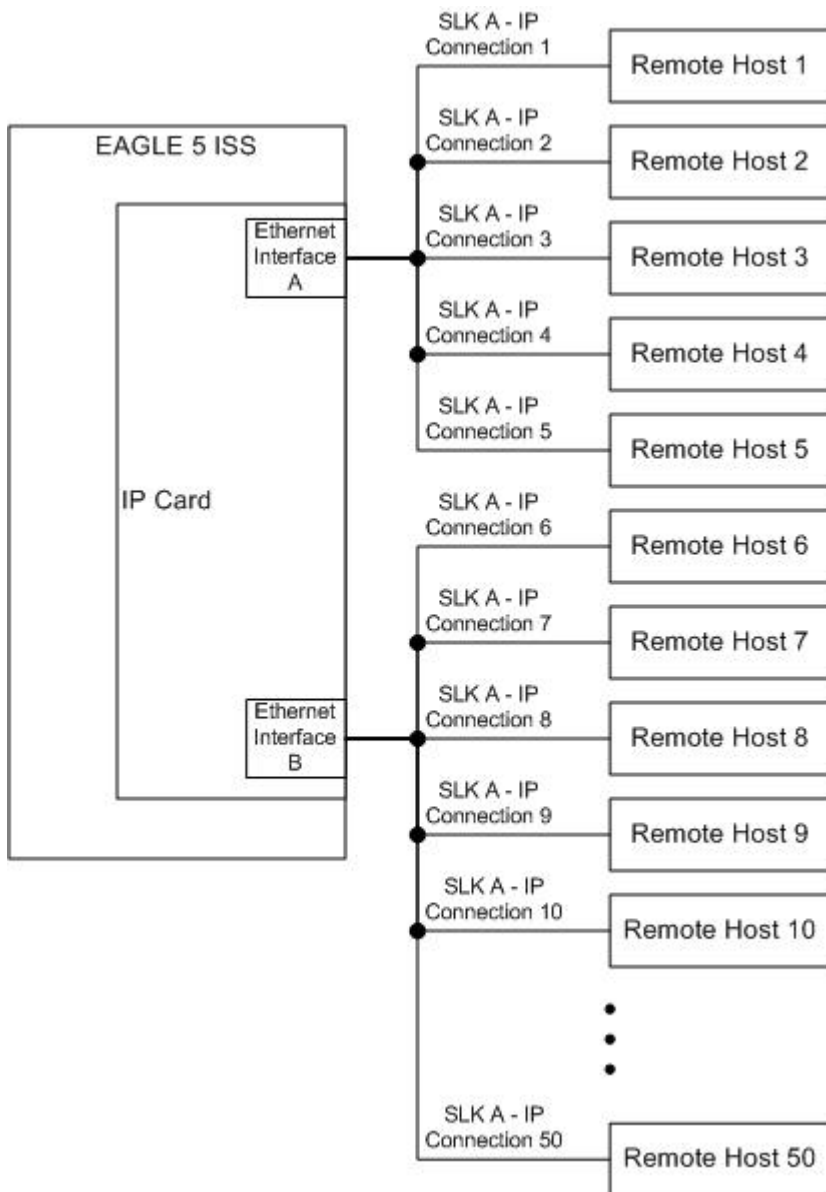 SLK A - IP
Connection 1
Remote Host 1
SLK A - IP
Connection 2
Remote Host 2
EAGLE 5 ISS
SLK A - IP
Connection 3
Remote Host 3
Ethernet
Interface
A
SLK A - IP
Connection 4
Remote Host 4
SLK A - IP
Connection 5
Remote Host 5
IP Card
SLK A - IP
Connection 6
Remote Host 6
SLK A - IP
Connection 7
Remote Host 7
SLK A - IP
Connection 8
Remote Host 8
Ethernet
Interface
B
SLK A - IP
Connection 9
Remote Host 9
SLK A - IP
Connection 10
Remote Host 10
SLK A - IP
Connection 50
Remote Host 50